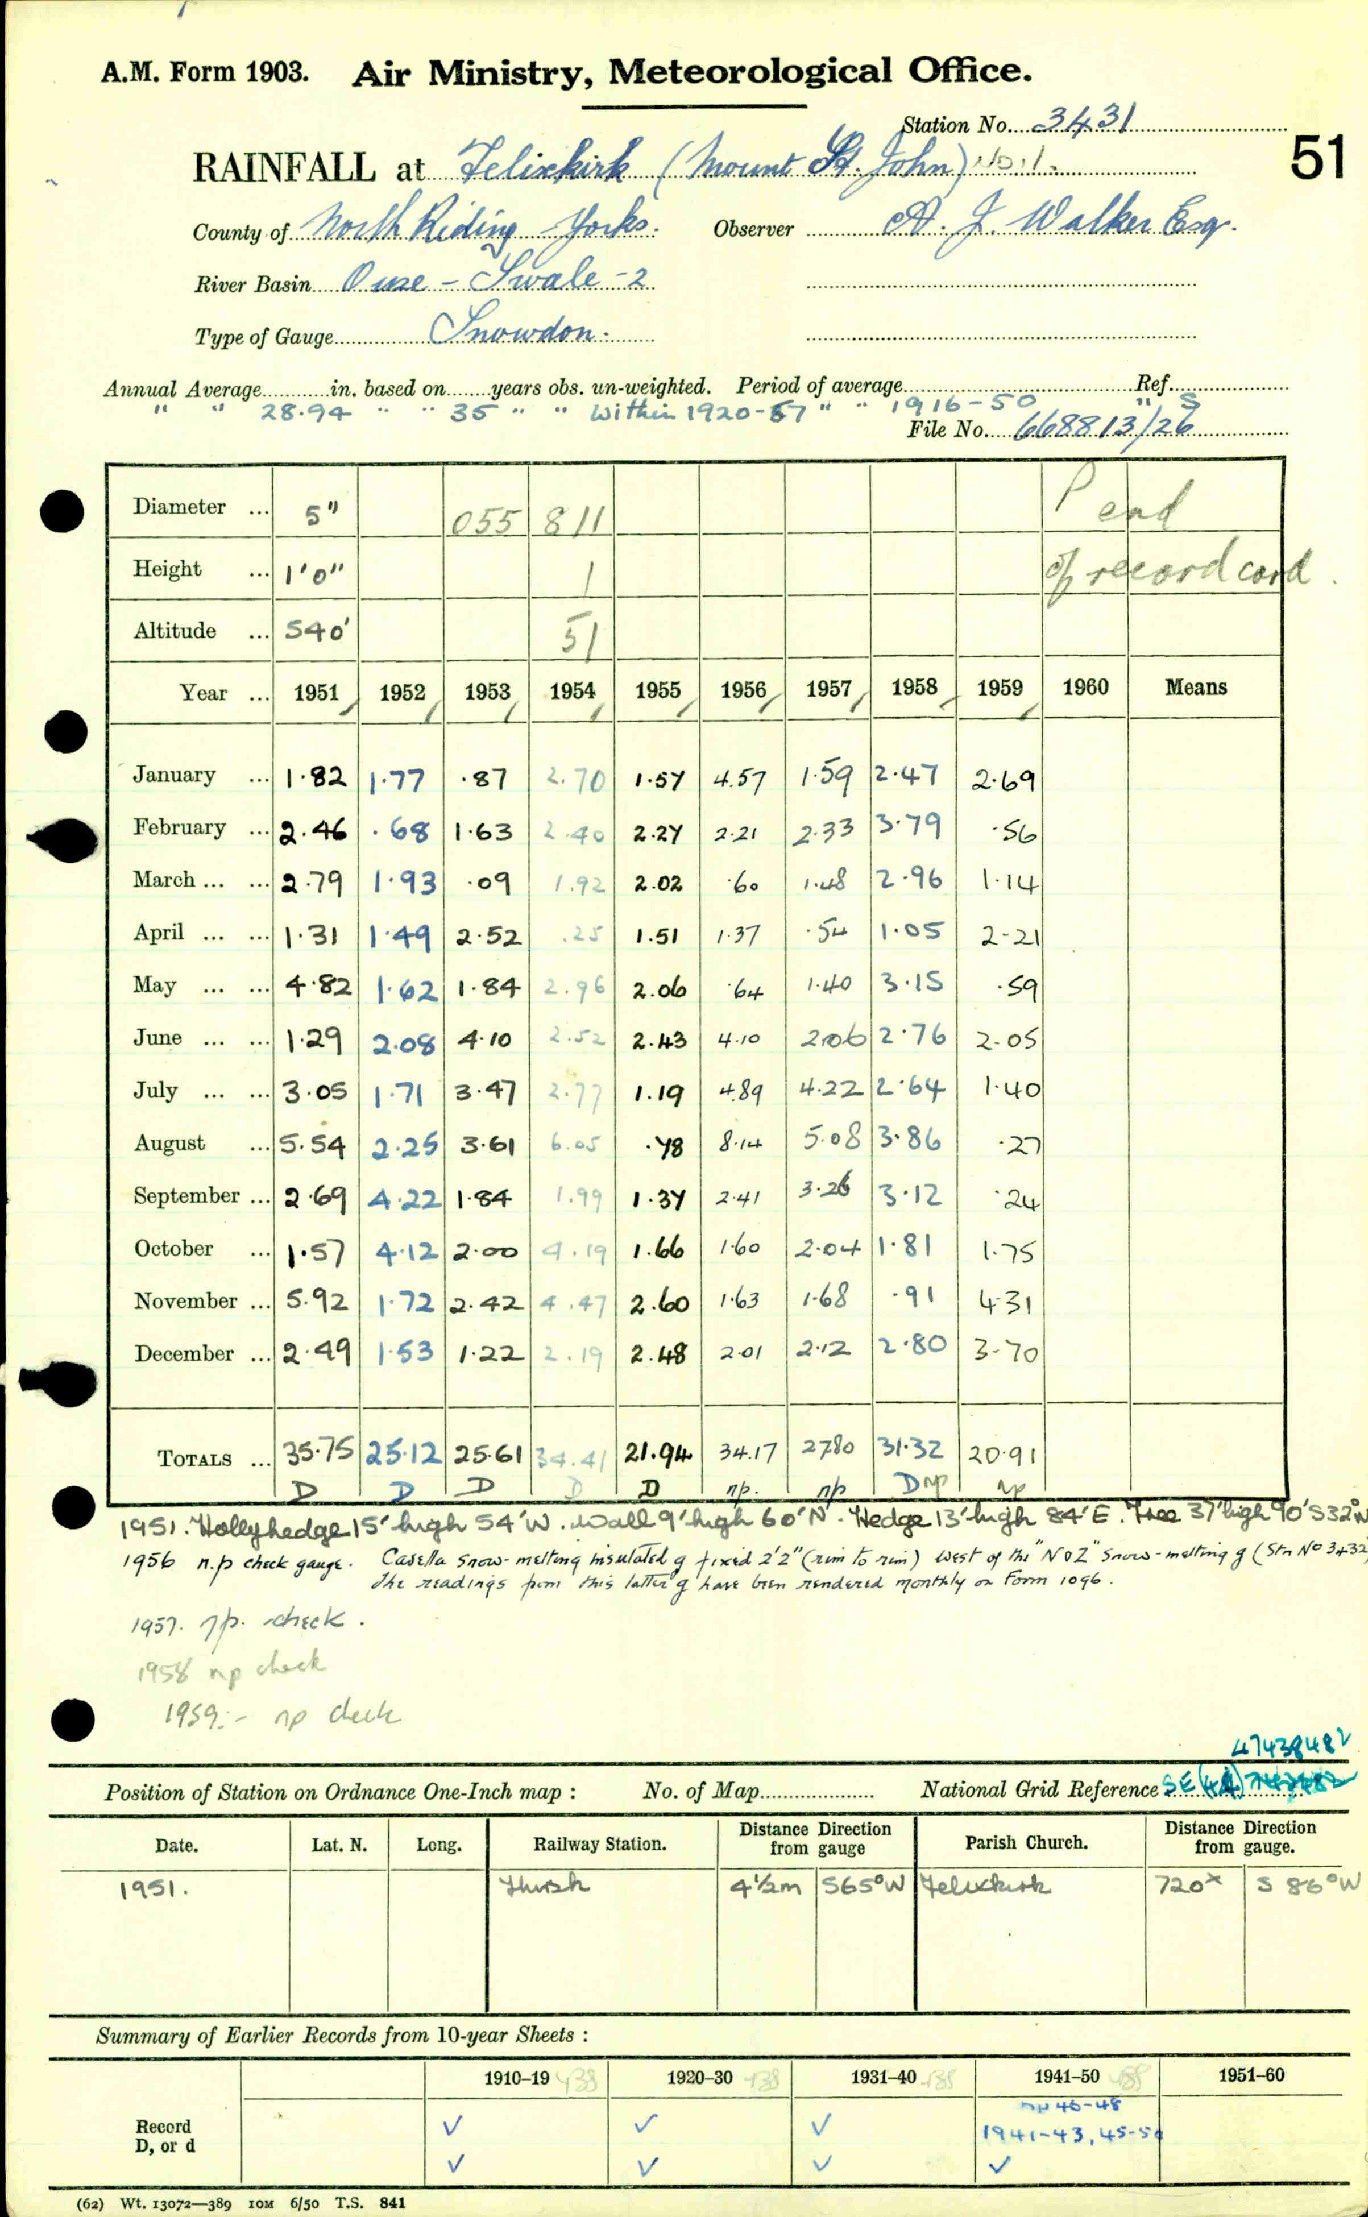 A.M. Form 1903. Air Ministry, Meteorological Office.
Station No. 3431
51
RAINFALL at Felixkirk (Mount St. John) No. 1.
County of North Riding Yorks. Observer A. J. Walker Esq.
River Basin Ouse - Swale - 2
Type of Gauge Snowdon.
Annual Average in. based on years obs. un-weighted. Period of average Ref.
" " 28.94 " " 35 " " within 1920-57 " " 1916-50 " S
File No. 668813/26
Diameter ... 5" 055 811 P end
Height ... 1'0" 1 of record card.
Altitude ... 540' 51
Year ... 1951 1952 1953 1954 1955 1956 1957 1958 1959 1960 Means
January ... 1.82 1.77 .87 2.70 1.57 4.57 1.59 2.47 2.69
February ... 2.46 .68 1.63 2.40 2.27 2.21 2.33 3.79 .56
March ... ... 2.79 1.93 .09 1.92 2.02 .60 1.48 2.96 1.14
April ... ... 1.31 1.49 2.52 .25 1.51 1.37 .54 1.05 2.21
May ... ... 4.82 1.62 1.84 2.96 2.06 .64 1.40 3.15 .59
June ... ... 1.29 2.08 4.10 2.52 2.43 4.10 2.06 2.76 2.05
July ... ... 3.05 1.71 3.47 2.77 1.19 4.89 4.22 2.64 1.40
August ... 5.54 2.25 3.61 6.05 .78 8.14 5.08 3.86 .27
September ... 2.69 4.22 1.84 1.99 1.37 2.41 3.26 3.12 .24
October ... 1.57 4.12 2.00 4.19 1.66 1.60 2.04 1.81 1.75
November ... 5.92 1.72 2.42 4.47 2.60 1.63 1.68 .91 4.31
December ... 2.49 1.53 1.22 2.19 2.48 2.01 2.12 2.80 3.70
TOTALS ... 35.75 25.12 25.61 34.41 21.94 34.17 27.80 31.32 20.91
D D D D D np. np D np np
1951. Hollyhedge 15' high 54' W. Wall 9' high 60' N. Hedge 13' high 84' E. Tree 37' high 90' S32°W
1956 n.p check gauge. Casella snow-melting insulated g fixed 2'2" (rim to rim) west of the "NOZ" snow-melting g (Stn No 3432
The readings from this latter g have been rendered monthly on Form 1096.
1957. np. check.
1958 np check
1959:- np check
47438482
Position of Station on Ordnance One-Inch map : No. of Map National Grid Reference SE (44)
Date. Lat. N. Long. Railway Station. Distance from gauge Direction Parish Church. Distance from gauge. Direction
1951. Thirsk 4½m S65°W Felixkirk 720x S 86°W
Summary of Earlier Records from 10-year Sheets :
1910-19 438 1920-30 438 1931-40 438 1941-50 438 1951-60
Record ✓ ✓ ✓ 46-48
D, or d 1941-43, 45-50
✓ ✓ ✓ ✓
(62) Wt. 13072—389 10M 6/50 T.S. 841